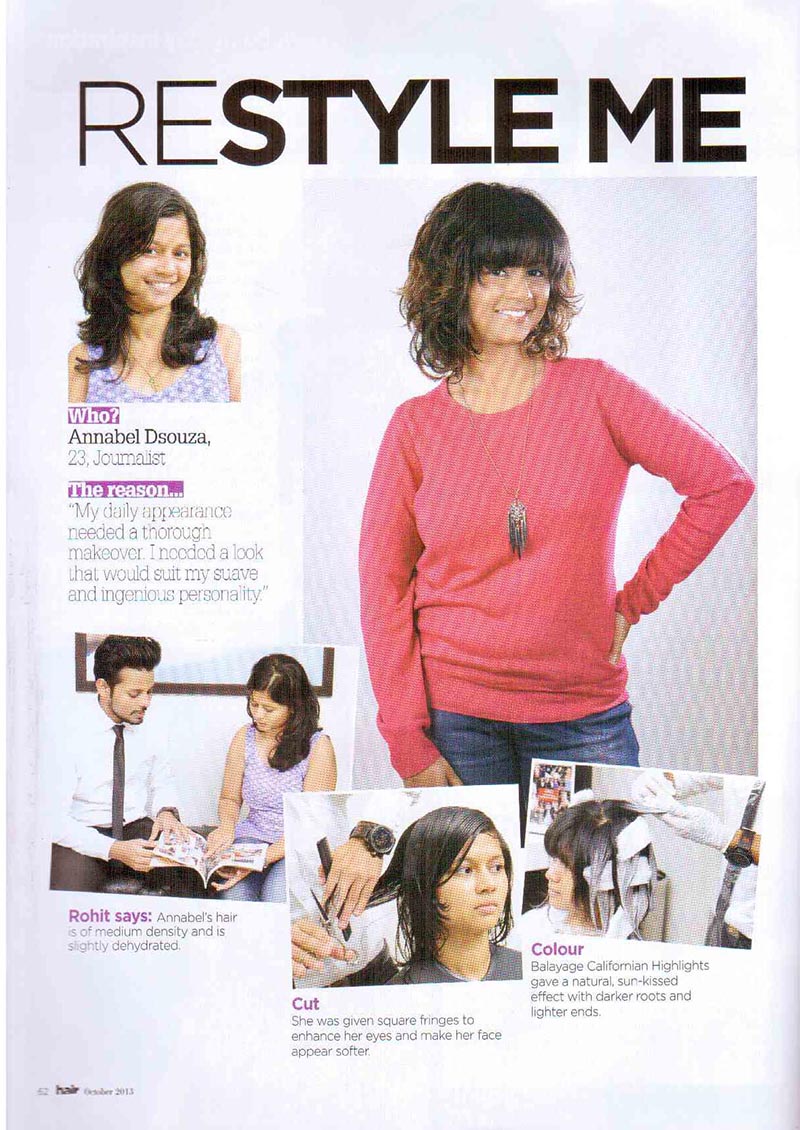 RESTYLE ME
Who?
Annabel Dsouza,
23, Journalist
The reason...
“My daily appearance
needed a thorough
makeover. I needed a look
that would suit my suave
and ingenious personality.”
Rohit says: Annabel's hair
is of medium density and is
slightly dehydrated.
Cut
She was given square fringes to
enhance her eyes and make her face
appear softer.
Colour
Balayage Californian Highlights
gave a natural, sun-kissed
effect with darker roots and
lighter ends.
62 hair October 2013